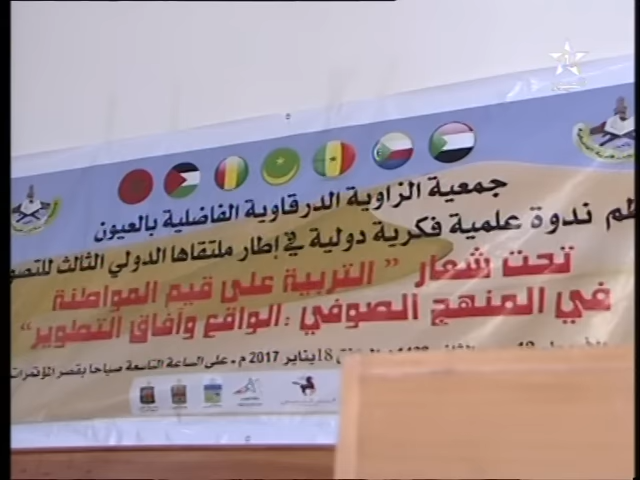 جمعية الزاوية الدرقاوية الفاضلية بالعيون
ندوة علمية فكرية دولية في إطار ملتقاها الدولي الثالث
تحت شعار " التربية على قيم المواطنة
في المنهج الصوفي : الواقع وآفاق التطوير"
18 يناير 2017 م - على الساعة التاسعة صباحا بقصر المؤتمرات